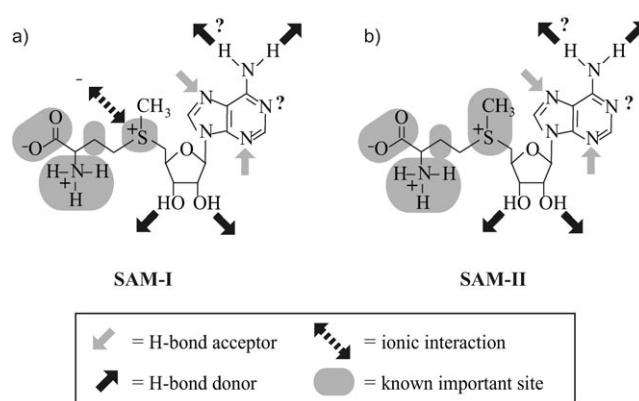 a)
b)
?
H
H
N
N
N
?
N
N
CH3
+
S
O
-
O
-O
H-N-H
+
H
HO
OH
?
H
H
N
N
N
?
N
N
CH3
+
S
O
O
-O
H-N-H
+
H
HO
OH
SAM-I
SAM-II
= H-bond acceptor
= ionic interaction
= H-bond donor
= known important site